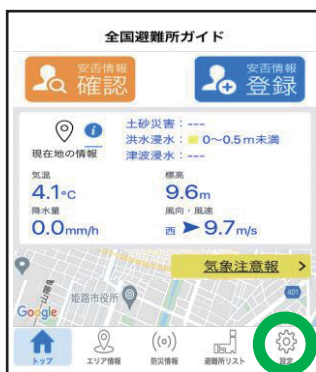 全国避難所ガイド
安否情報
確認
安否情報
登録
現在地の情報
土砂災害：---
洪水浸水： 0～0.5m未満
津波浸水：---
気温
4.1℃
標高
9.6m
降水量
0.0mm/h
風向・風速
西 9.7m/s
気象注意報 >
山陽
姫路市役所
401
Google
トップ
エリア情報
防災情報
避難所リスト
設定